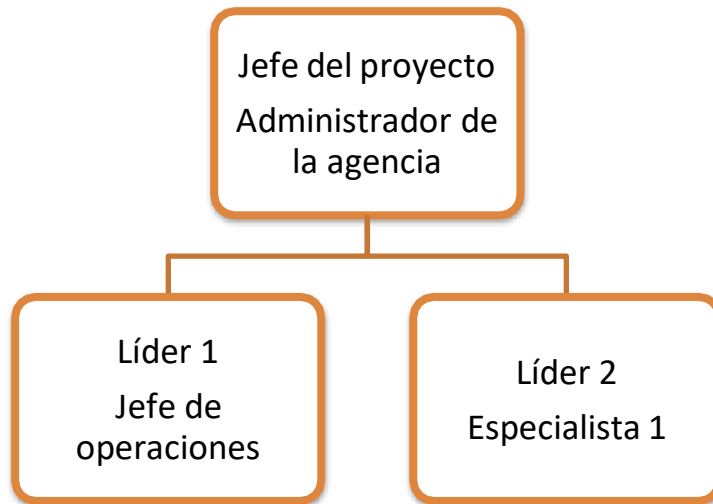 Jefe del proyecto
Administrador de
la agencia
Líder 1
Jefe de
operaciones
Líder 2
Especialista 1